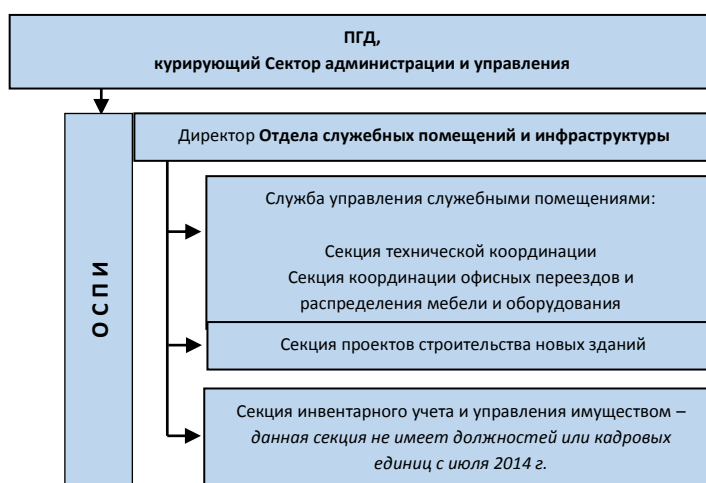 ПГД,
курирующий Сектор администрации и управления
ОСПИ
Директор Отдела служебных помещений и инфраструктуры
Служба управления служебными помещениями:
Секция технической координации
Секция координации офисных переездов и
распределения мебели и оборудования
Секция проектов строительства новых зданий
Секция инвентарного учета и управления имуществом –
данная секция не имеет должностей или кадровых
единиц с июля 2014 г.